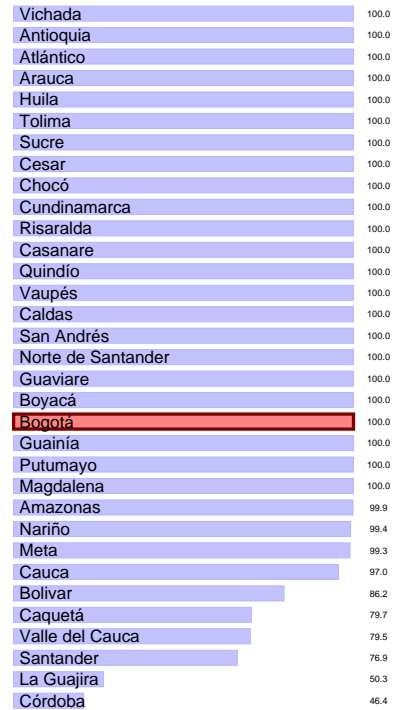 Vichada 100.0
Antioquia 100.0
Atlántico 100.0
Arauca 100.0
Huila 100.0
Tolima 100.0
Sucre 100.0
Cesar 100.0
Chocó 100.0
Cundinamarca 100.0
Risaralda 100.0
Casanare 100.0
Quindío 100.0
Vaupés 100.0
Caldas 100.0
San Andrés 100.0
Norte de Santander 100.0
Guaviare 100.0
Boyacá 100.0
Bogotá 100.0
Guainía 100.0
Putumayo 100.0
Magdalena 100.0
Amazonas 99.9
Nariño 99.4
Meta 99.3
Cauca 97.0
Bolivar 86.2
Caquetá 79.7
Valle del Cauca 79.5
Santander 76.9
La Guajira 50.3
Córdoba 46.4